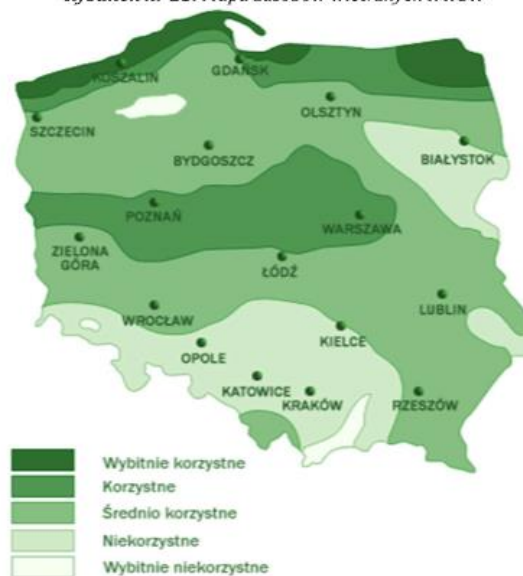 KOSZALIN
GDAŃSK
OLSZTYN
SZCZECIN
BYDGOSZCZ
BIAŁYSTOK
POZNAŃ
WARSZAWA
ZIELONA
GÓRA
ŁÓDŹ
LUBLIN
WROCŁAW
KIELCE
OPOLE
KATOWICE
KRAKÓW
RZESZÓW
Wybitnie korzystne
Korzystne
Średnio korzystne
Niekorzystne
Wybitnie niekorzystne